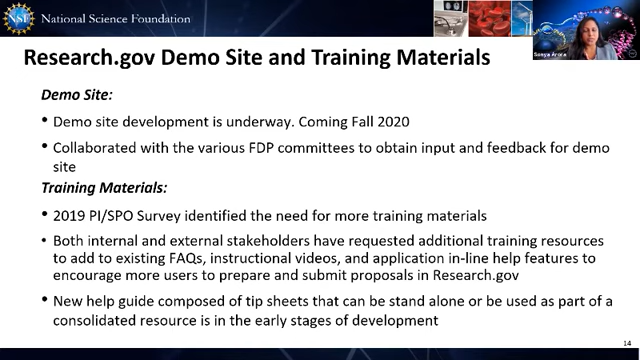 NSF
National Science Foundation
Research.gov Demo Site and Training Materials
Sonya Arora
Demo Site:
• Demo site development is underway. Coming Fall 2020
• Collaborated with the various FDP committees to obtain input and feedback for demo
site
Training Materials:
• 2019 PI/SPO Survey identified the need for more training materials
• Both internal and external stakeholders have requested additional training resources
to add to existing FAQs, instructional videos, and application in-line help features to
encourage more users to prepare and submit proposals in Research.gov
• New help guide composed of tip sheets that can be stand alone or be used as part of a
consolidated resource is in the early stages of development
14